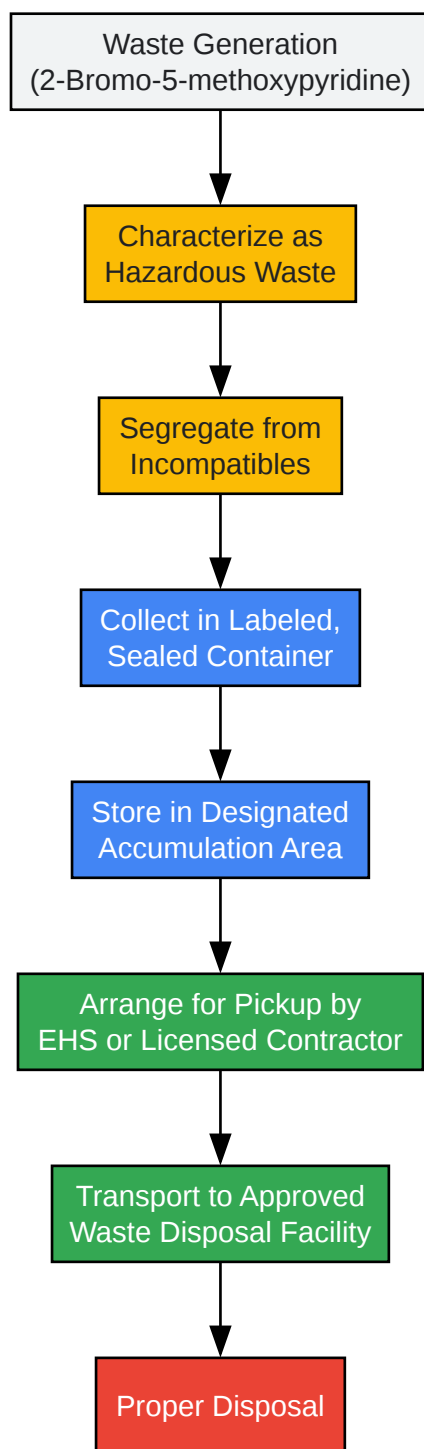 Waste Generation
(2-Bromo-5-methoxypyridine)
Characterize as
Hazardous Waste
Segregate from
Incompatibles
Collect in Labeled,
Sealed Container
Store in Designated
Accumulation Area
Arrange for Pickup by
EHS or Licensed Contractor
Transport to Approved
Waste Disposal Facility
Proper Disposal